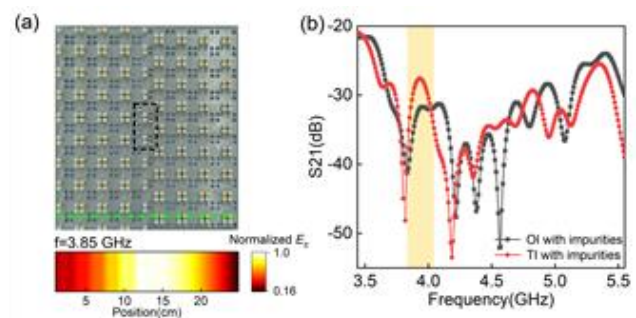 (a)
f=3.85 GHz
Normalized Ez
1.0
0.16
5 10 15 20
Position(cm)
(b)
S21(dB)
-20
-30
-40
-50
OI with impurities
TI with impurities
3.5 4.0 4.5 5.0 5.5
Frequency(GHz)